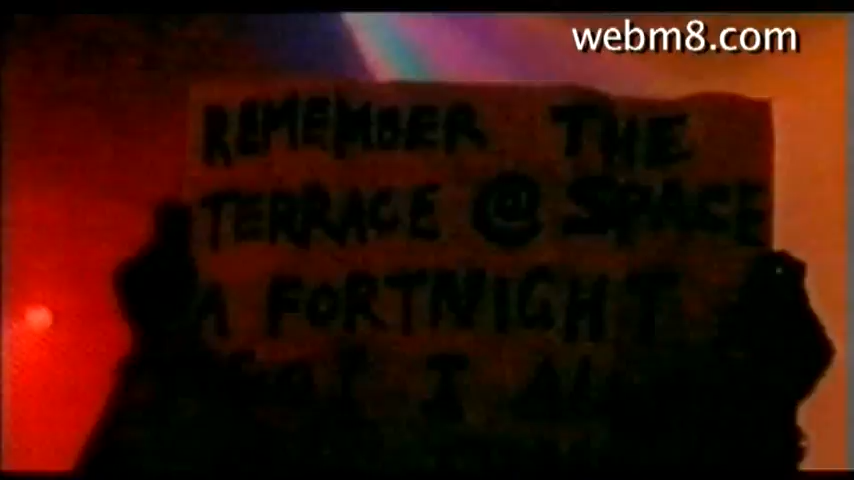 webm8.com
REMEMBER THE
TERRACE @ SPACE
A FORTNIGHT
I